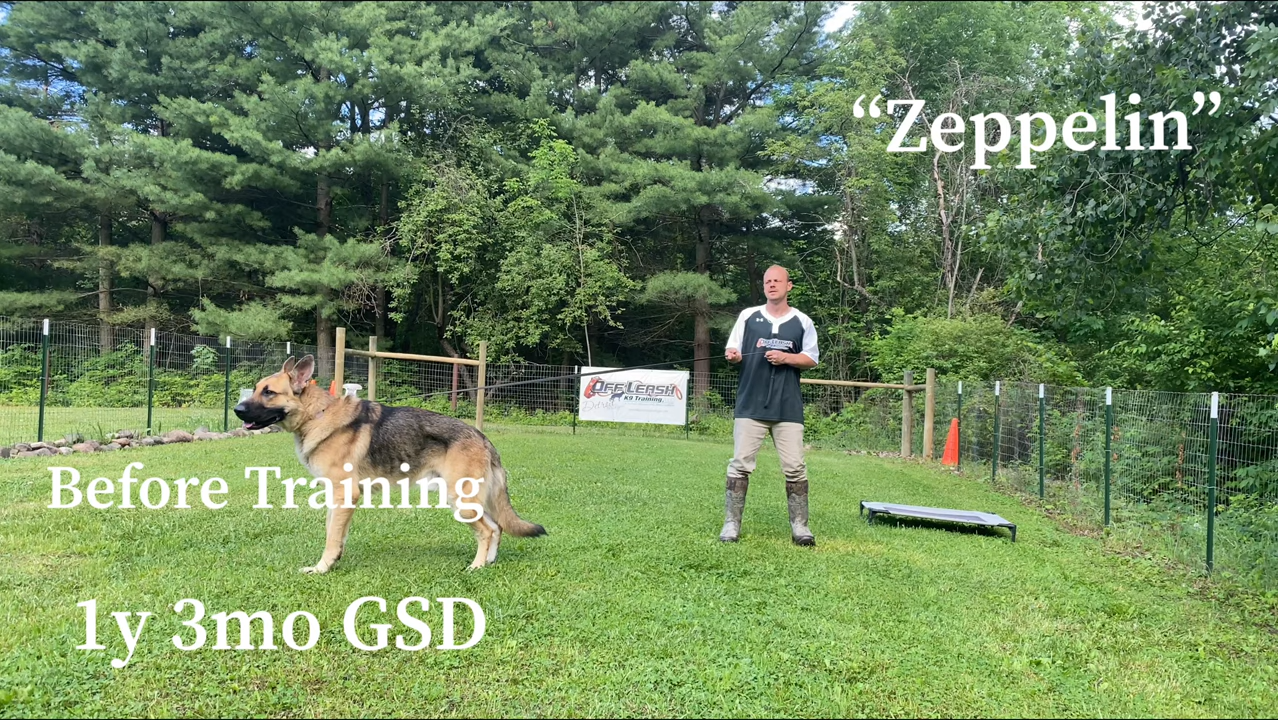 “Zeppelin”
OFF LEASH
K9 Training.
Before Training
1y 3mo GSD